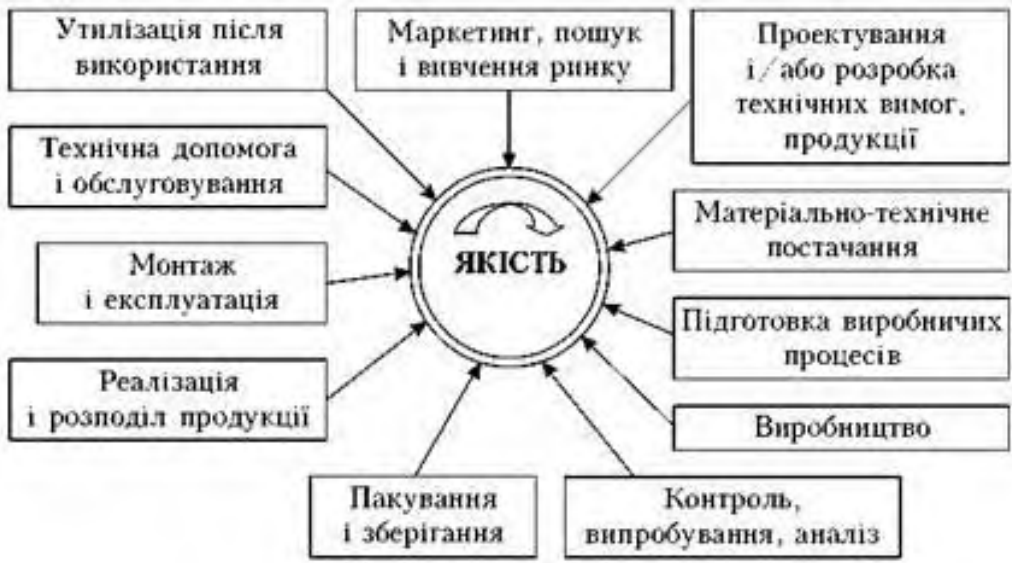 Утилізація після
використання
Маркетинг, пошук
і вивчення ринку
Проектування
і/або розробка
технічних вимог,
продукції
Технічна допомога
і обслуговування
Матеріально-технічне
постачання
ЯКІСТЬ
Монтаж
і експлуатація
Підготовка виробничих
процесів
Реалізація
і розподіл продукції
Виробництво
Пакування
і зберігання
Контроль,
випробування, аналіз